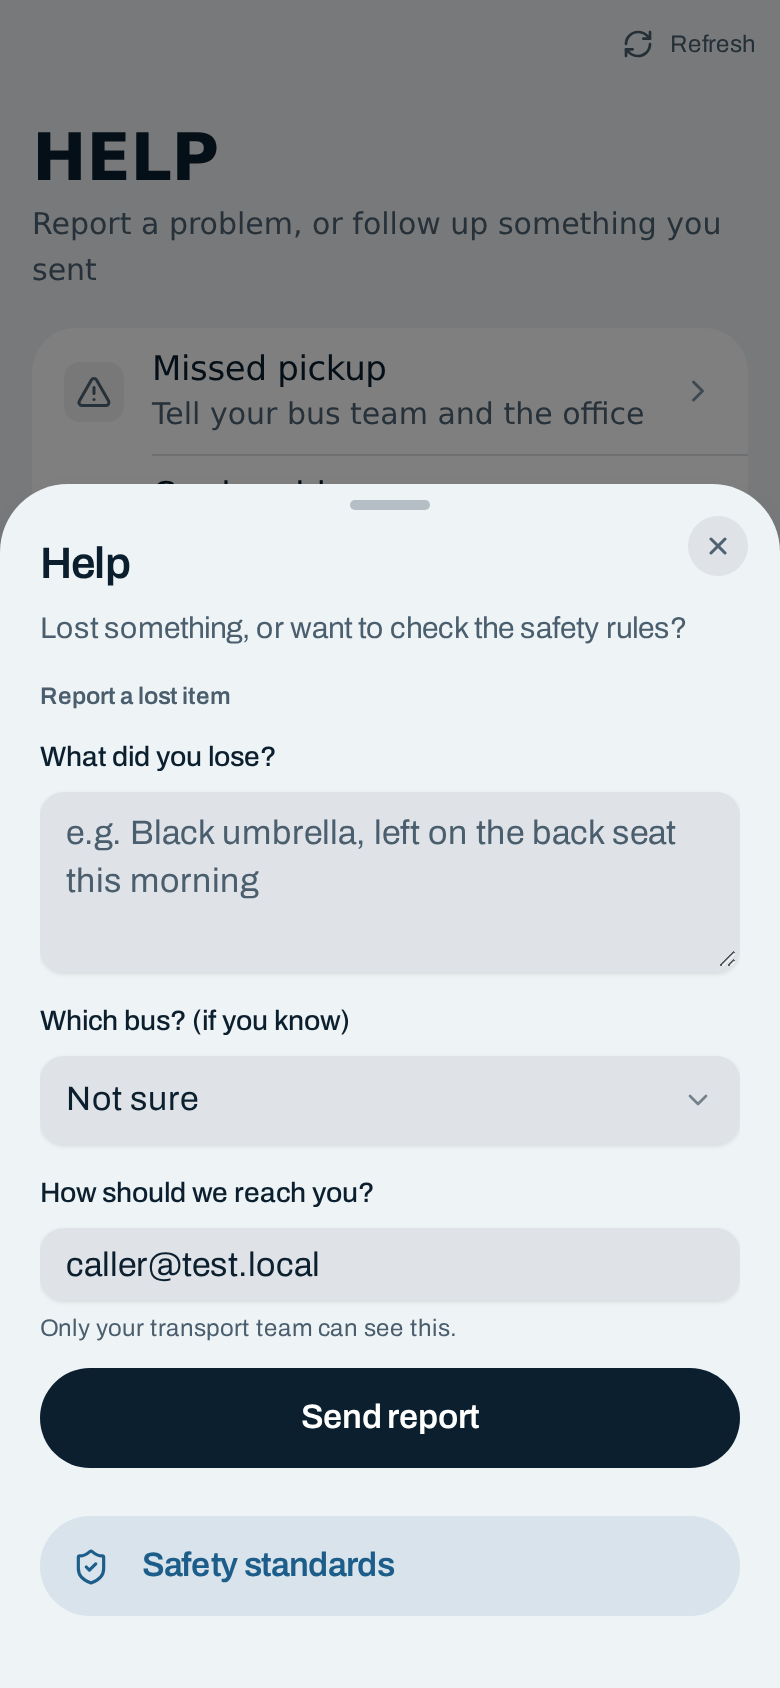 Refresh
HELP
Report a problem, or follow up something you
sent
Missed pickup
Tell your bus team and the office
Help
Lost something, or want to check the safety rules?
Report a lost item
What did you lose?
e.g. Black umbrella, left on the back seat
this morning
Which bus? (if you know)
Not sure
How should we reach you?
caller@test.local
Only your transport team can see this.
Send report
Safety standards